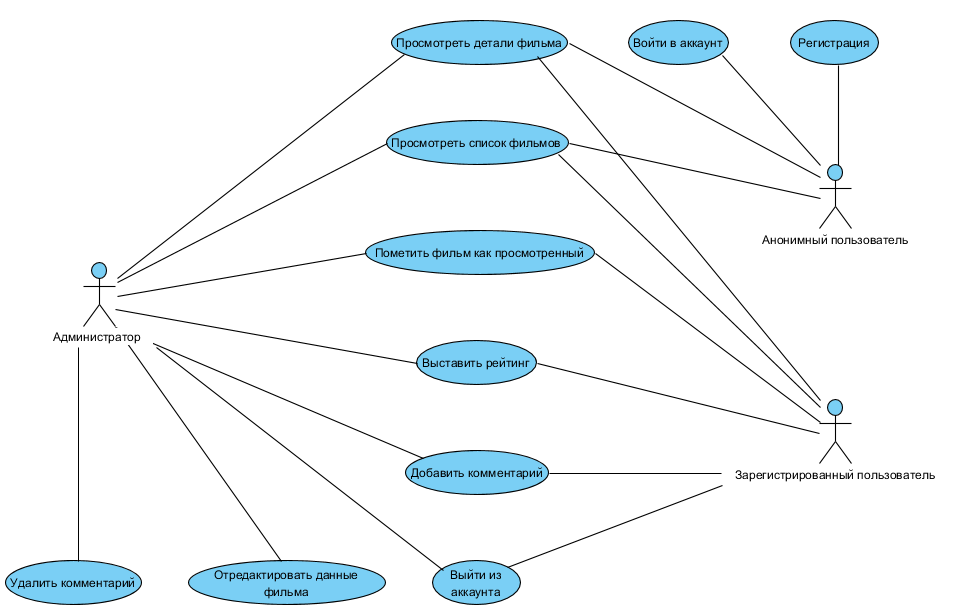 Просмотреть детали фильма
Войти в аккаунт
Регистрация
Просмотреть список фильмов
Анонимный пользователь
Пометить фильм как просмотренный
Администратор
Выставить рейтинг
Добавить комментарий
Зарегистрированный пользователь
Удалить комментарий
Отредактировать данные
фильма
Выйти из
аккаунта